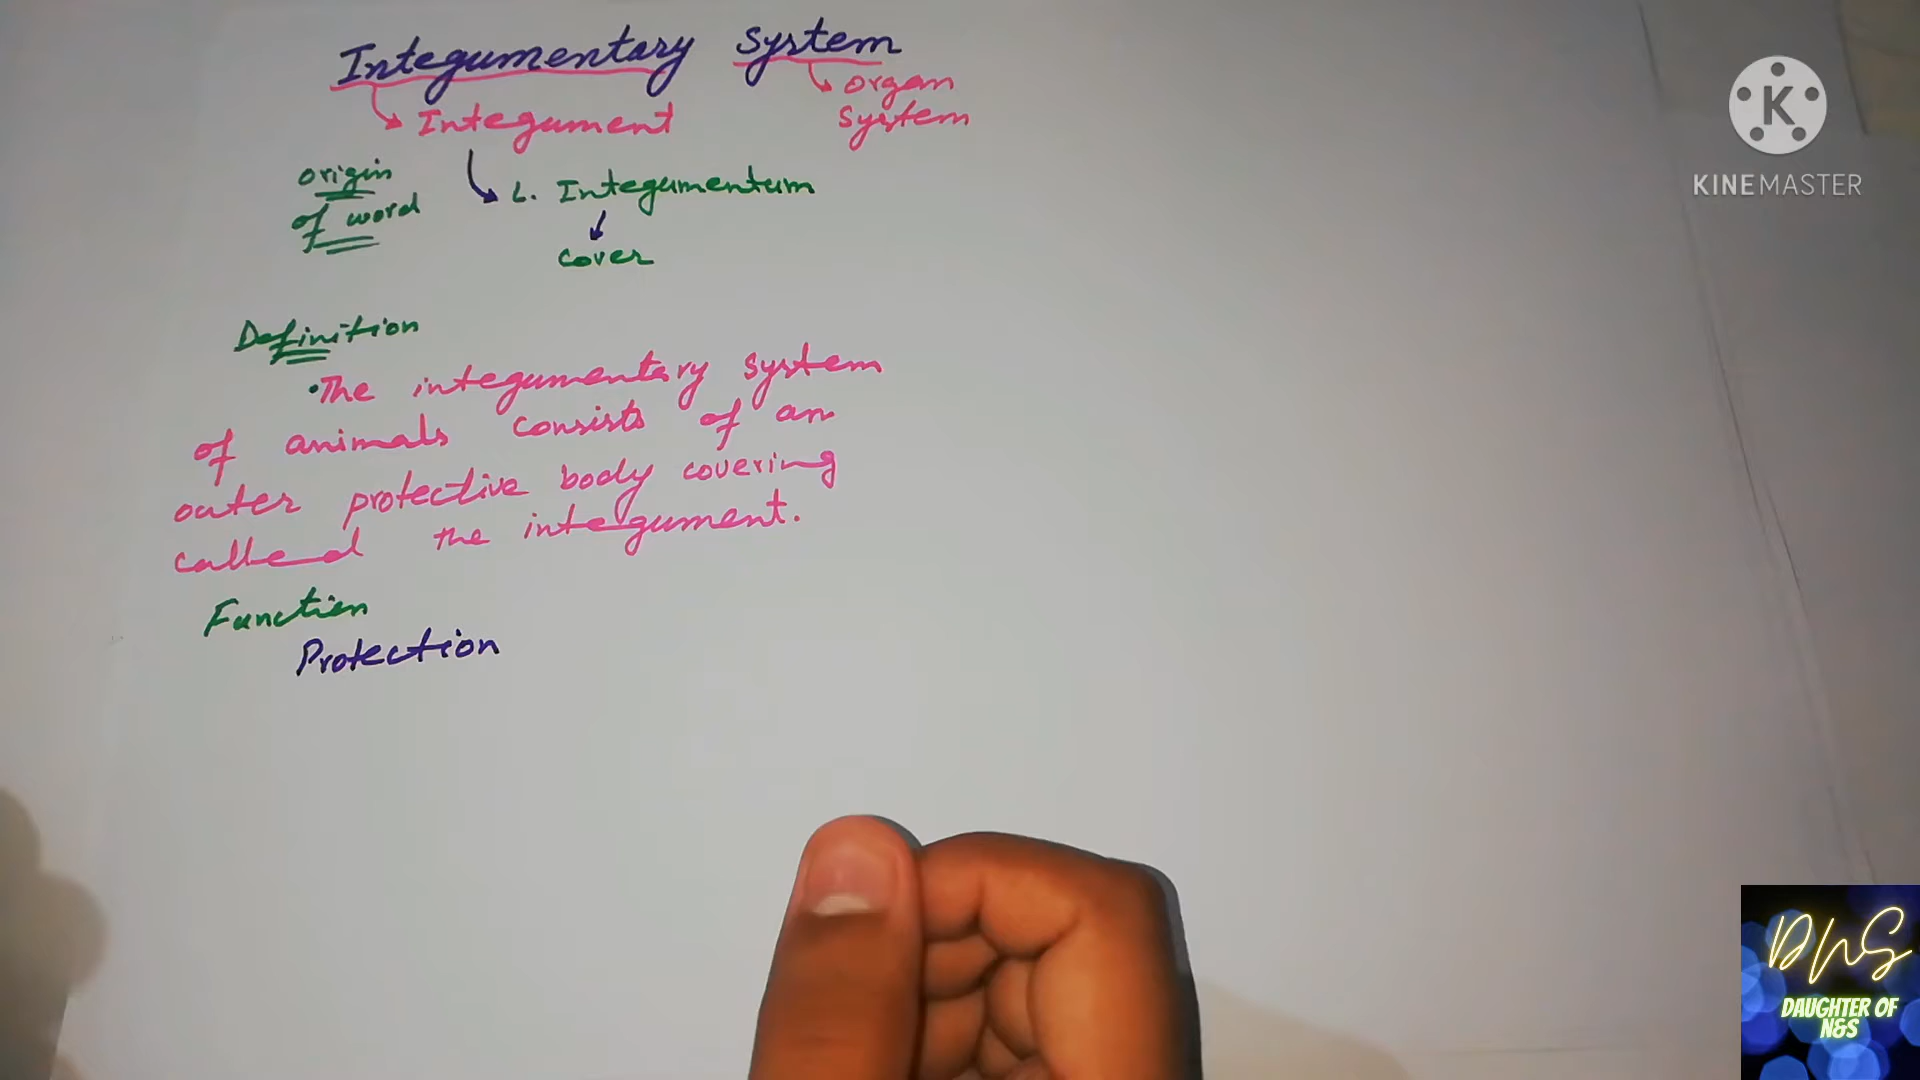 Integumentary System
Organ
System
Integument
Origin
of word
L. Integumentum
Cover
Definition
•The integumentary system
of animals consists of an
outer protective body covering
called the integument.
Function
Protection
K
KINEMASTER
DNS
DAUGHTER OF
N&S